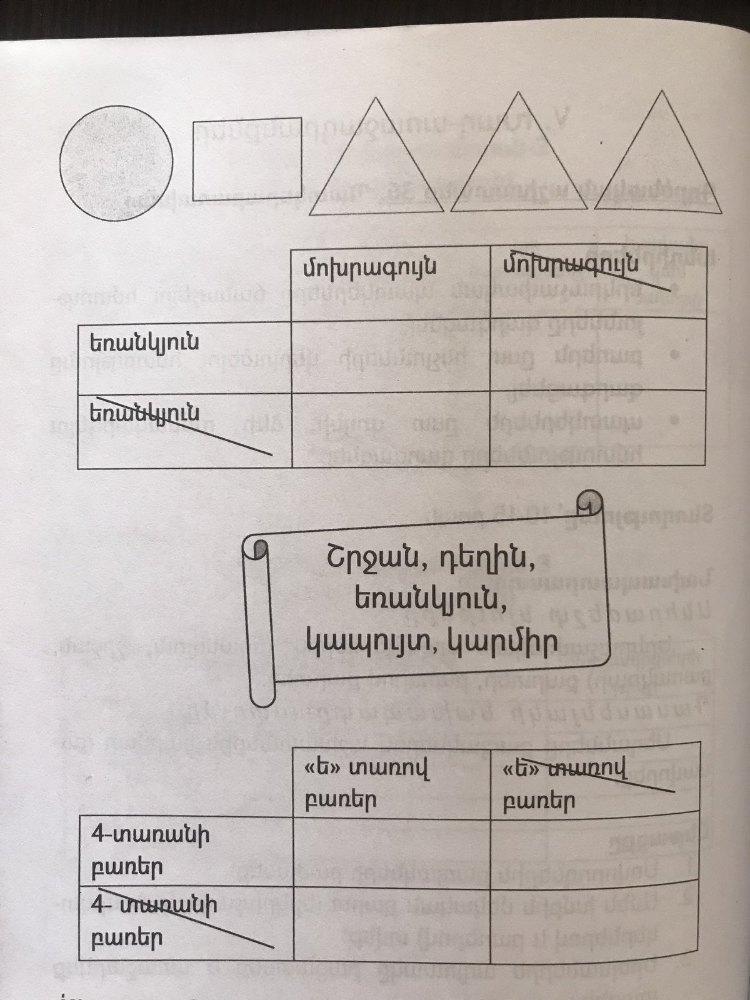 մոխրագույն
մոխրագույն
եռանկյուն
եռանկյուն
Շրջան, դեղին,
եռանկյուն,
կապույտ, կարմիր
«ե» տառով
բառեր
«ե» տառով
բառեր
4-տառանի
բառեր
4- տառանի
բառեր